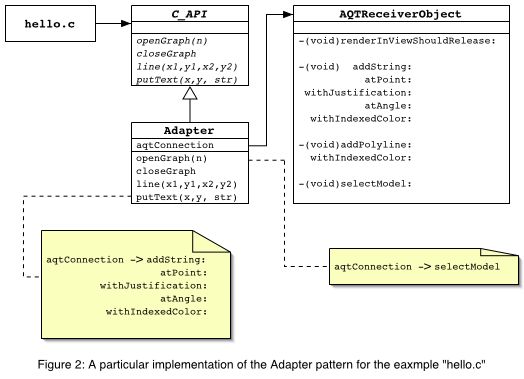 hello.c
C_API
openGraph(n)
closeGraph
line(x1,y1,x2,y2)
putText(x,y, str)
AQTReceiverObject
-(void)renderInViewShouldRelease:
-(void) addString:
atPoint:
withJustification:
atAngle:
withIndexedColor:
-(void)addPolyline:
withIndexedColor:
-(void)selectModel:
Adapter
aqtConnection
openGraph(n)
closeGraph
line(x1,y1,x2,y2)
putText(x,y, str)
aqtConnection -> addString:
atPoint:
withJustification:
atAngle:
withIndexedColor:
aqtConnection -> selectModel
Figure 2: A particular implementation of the Adapter pattern for the eaxmple "hello.c"